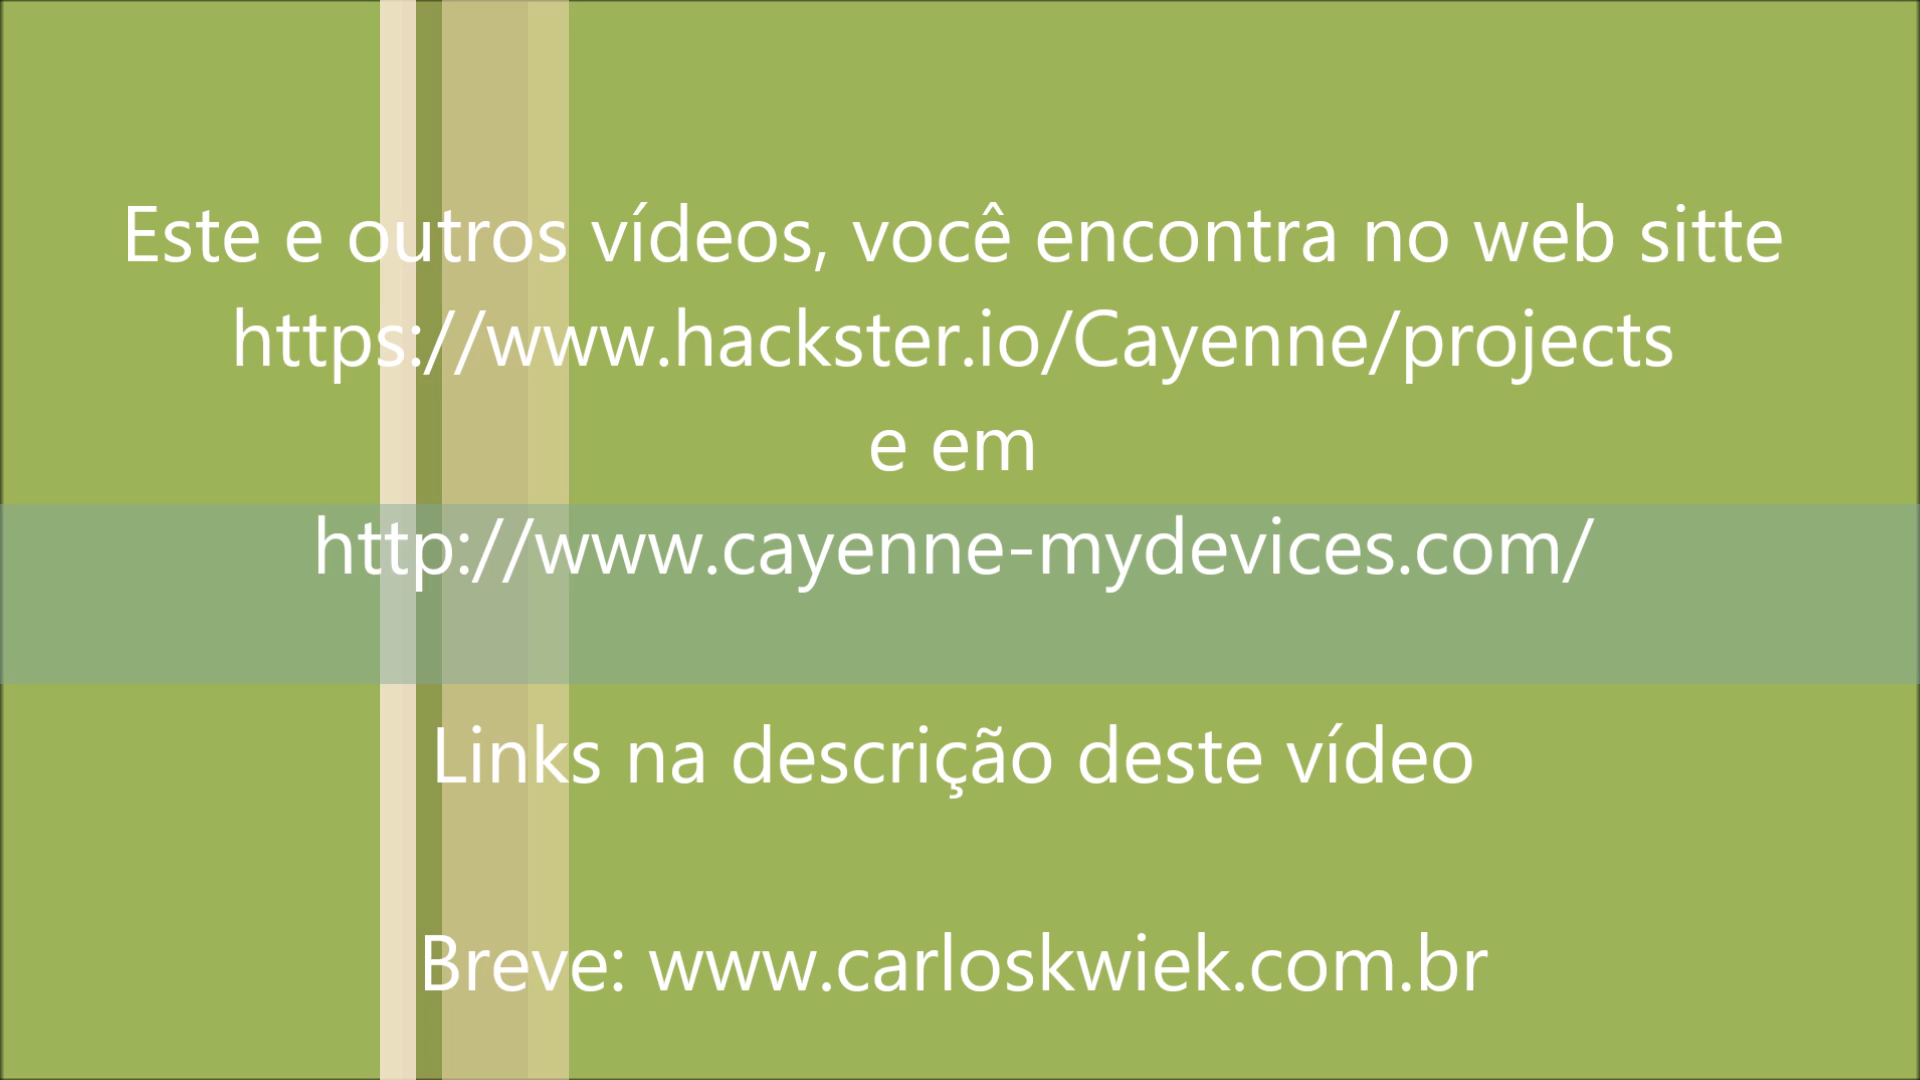 Este e outros vídeos, você encontra no web sitte
https://www.hackster.io/Cayenne/projects
e em
http://www.cayenne-mydevices.com/
Links na descrição deste vídeo
Breve: www.carloskwiek.com.br